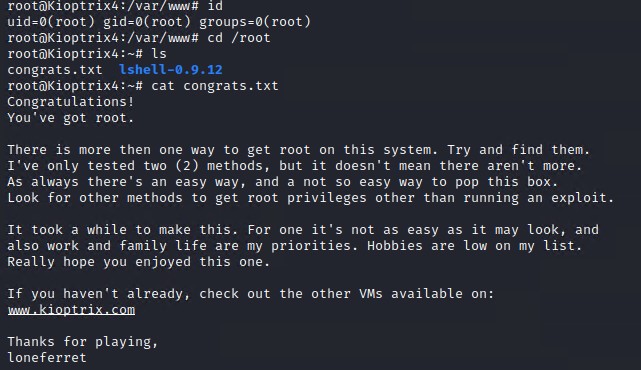 root@Kioptrix4:/var/www# id
uid=0(root) gid=0(root) groups=0(root)
root@Kioptrix4:/var/www# cd /root
root@Kioptrix4:~# ls
congrats.txt  lshell-0.9.12
root@Kioptrix4:~# cat congrats.txt
Congratulations!
You've got root.
There is more then one way to get root on this system. Try and find them.
I've only tested two (2) methods, but it doesn't mean there aren't more.
As always there's an easy way, and a not so easy way to pop this box.
Look for other methods to get root privileges other than running an exploit.
It took a while to make this. For one it's not as easy as it may look, and
also work and family life are my priorities. Hobbies are low on my list.
Really hope you enjoyed this one.
If you haven't already, check out the other VMs available on:
www.kioptrix.com
Thanks for playing,
loneferret